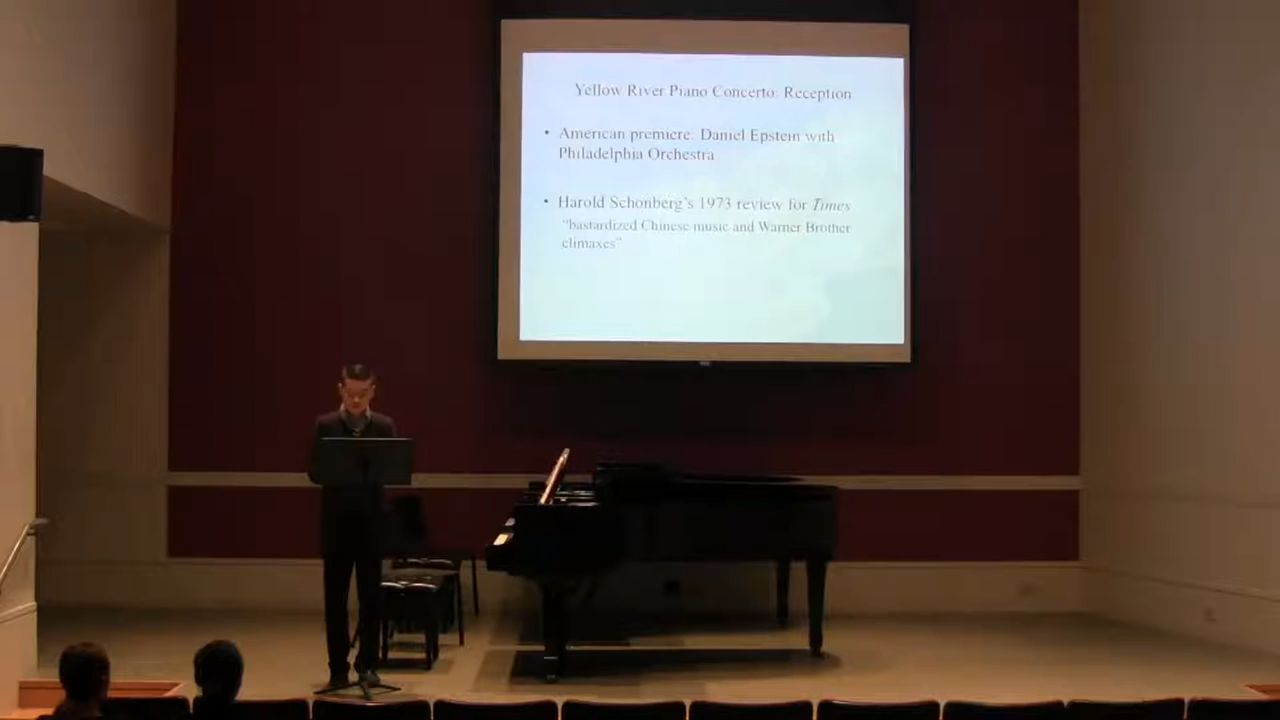 Yellow River Piano Concerto: Reception
• American premiere: Daniel Epstein with
Philadelphia Orchestra
• Harold Schonberg's 1973 review for Times
"bastardized Chinese music and Warner Brother
climaxes"